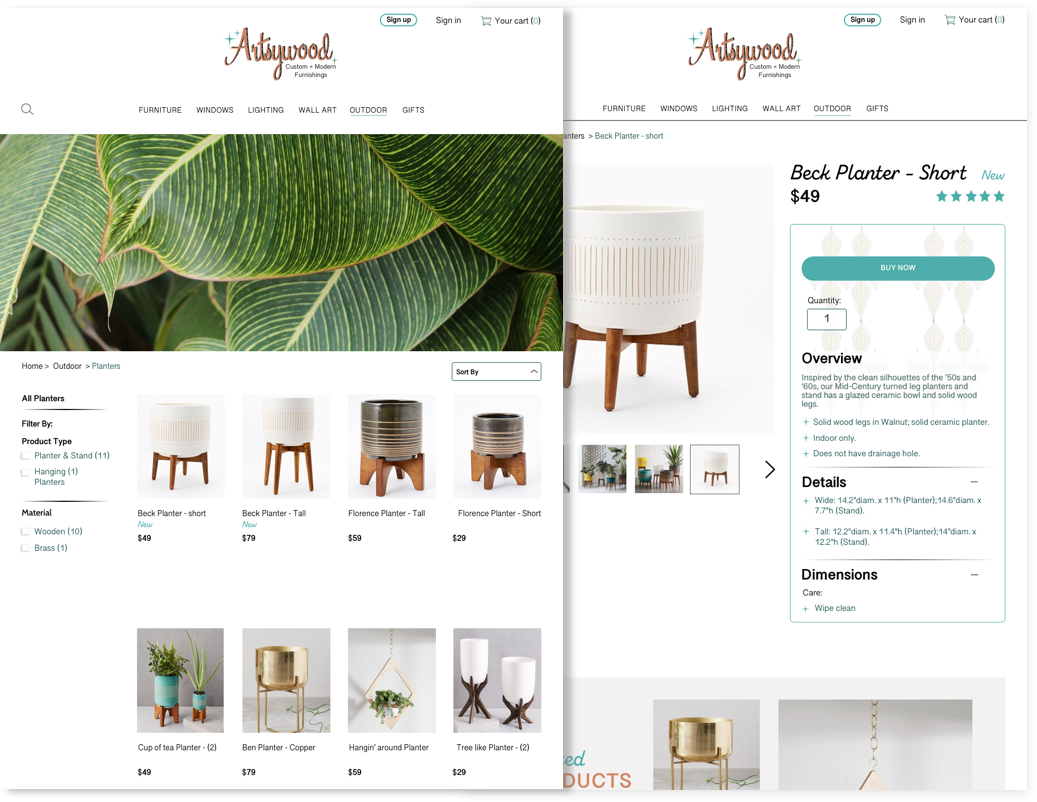 Sign up
Sign in
Your cart (0)
Artsywood
Custom + Modern
Furnishings
FURNITURE
WINDOWS
LIGHTING
WALL ART
OUTDOOR
GIFTS
Home > Outdoor > Planters
Sort By
All Planters
Filter By:
Product Type
Planter & Stand (11)
Hanging (1)
Planters
Material
Wooden (10)
Brass (1)
Beck Planter - short
New
$49
Beck Planter - Tall
New
$79
Florence Planter - Tall
$59
Florence Planter - Short
$29
Cup of tea Planter - (2)
$49
Ben Planter - Copper
$79
Hangin' around Planter
$59
Tree like Planter - (2)
$29
Sign up
Sign in
Your cart (0)
Artsywood
Custom + Modern
Furnishings
FURNITURE
WINDOWS
LIGHTING
WALL ART
OUTDOOR
GIFTS
anters > Beck Planter - short
Beck Planter - Short
New
$49
BUY NOW
Quantity:
1
Overview
Inspired by the clean silhouettes of the '50s and
'60s, our Mid-Century turned leg planters and
stand has a glazed ceramic bowl and solid wood
legs.
+ Solid wood legs in Walnut; solid ceramic planter.
+ Indoor only.
+ Does not have drainage hole.
Details
+ Wide: 14.2"diam. x 11"h (Planter);14.6"diam. x
7.7"h (Stand).
+ Tall: 12.2"diam. x 11.4"h (Planter);14"diam. x
12.2"h (Stand).
Dimensions
Care:
+ Wipe clean
ed
DUCTS